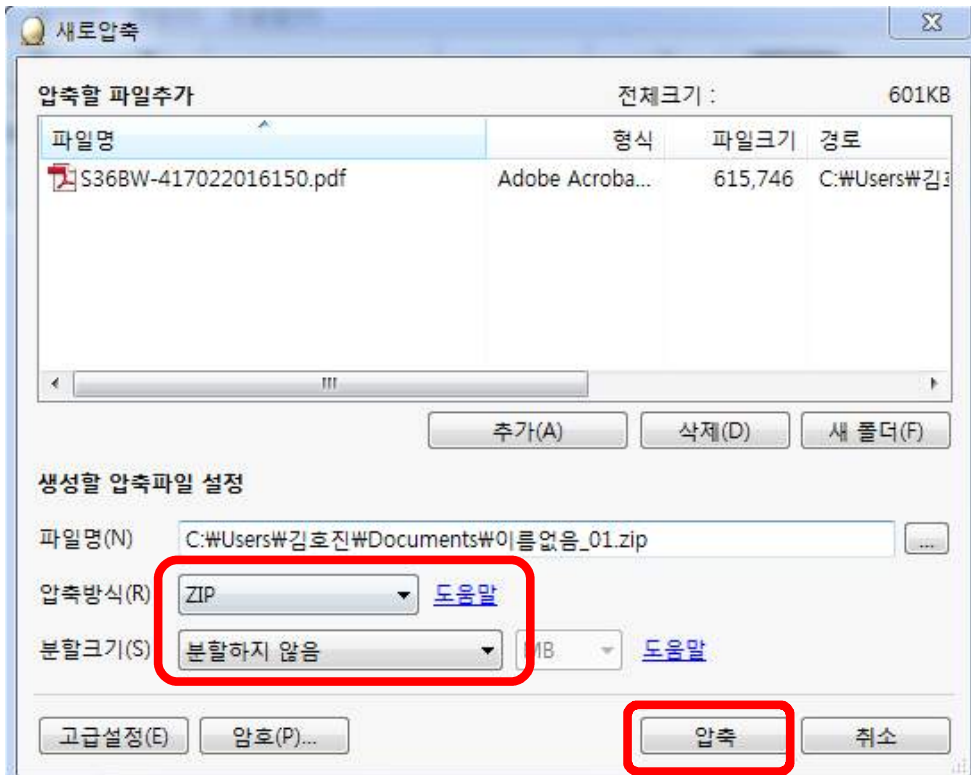 새로압축
압축할 파일추가 전체크기 : 601KB
파일명 형식 파일크기 경로
S36BW-417022016150.pdf Adobe Acroba... 615,746 C:₩Users₩김호
추가(A) 삭제(D) 새 폴더(F)
생성할 압축파일 설정
파일명(N) C:₩Users₩김호진₩Documents₩이름없음_01.zip ...
압축방식(R) ZIP 도움말
분할크기(S) 분할하지 않음 MB 도움말
고급설정(E) 암호(P)... 압축 취소